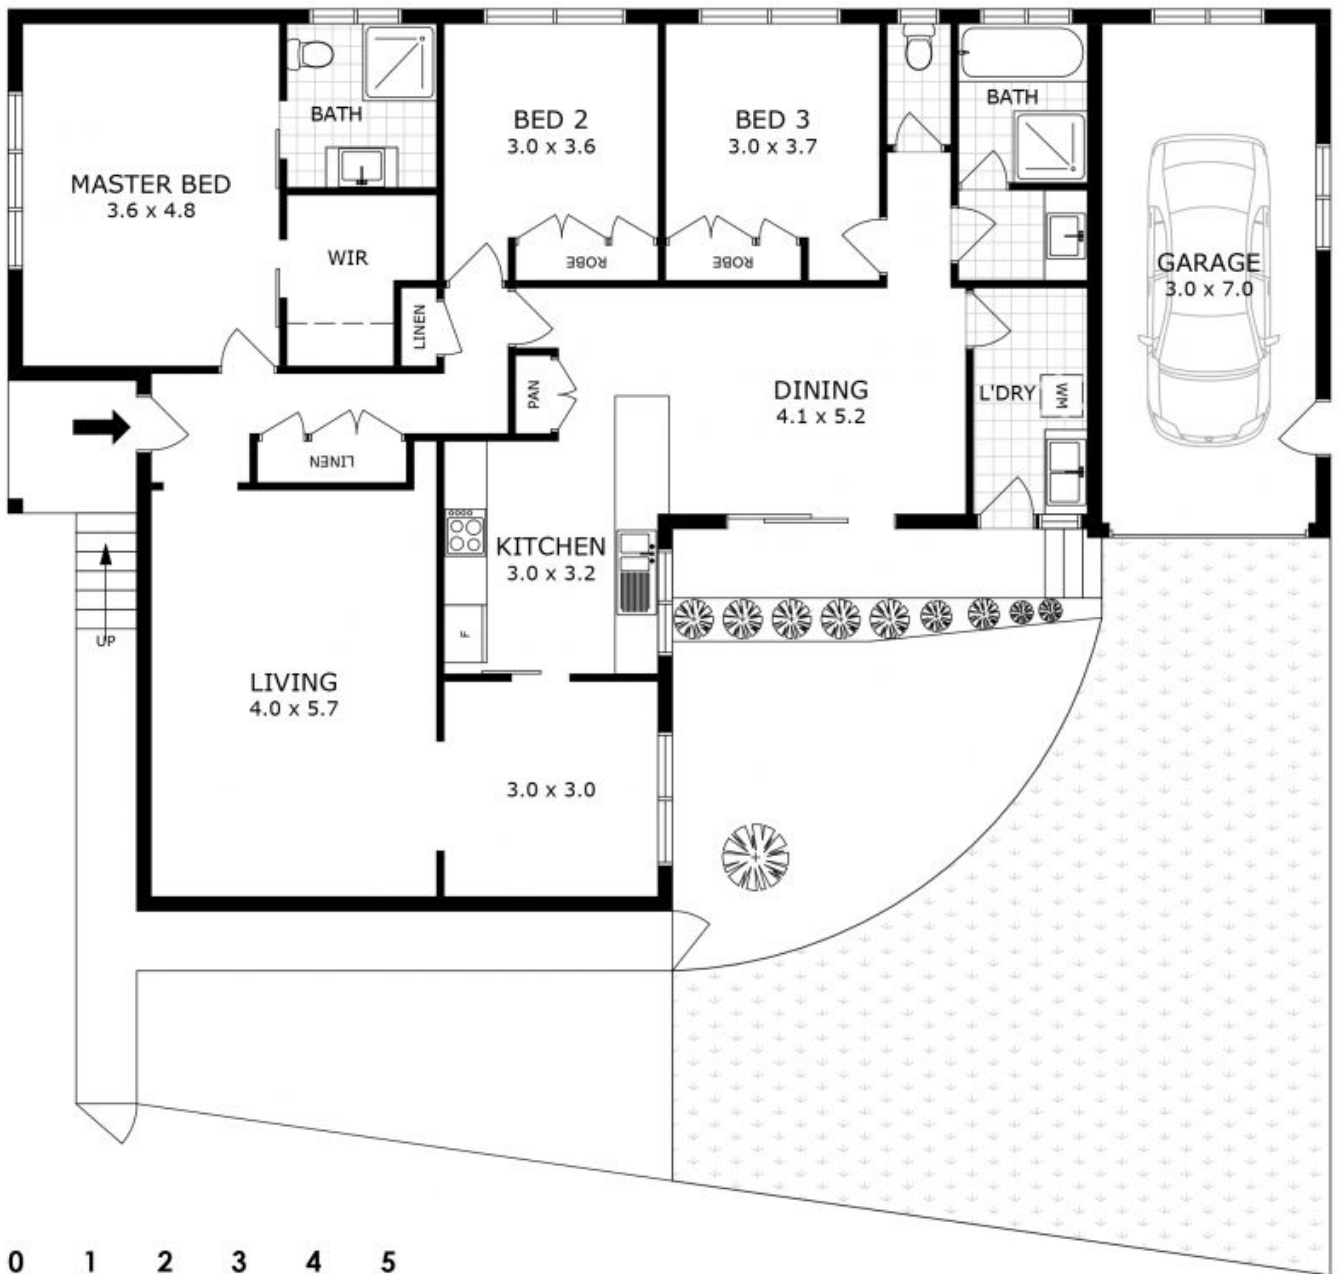 BATH
BED 2
3.0 x 3.6
BED 3
3.0 x 3.7
BATH
MASTER BED
3.6 x 4.8
WIR
ROBE
ROBE
GARAGE
3.0 x 7.0
LINEN
PAN
DINING
4.1 x 5.2
L'DRY
WM
LINEN
KITCHEN
3.0 x 3.2
F
UP
LIVING
4.0 x 5.7
3.0 x 3.0
0 1 2 3 4 5